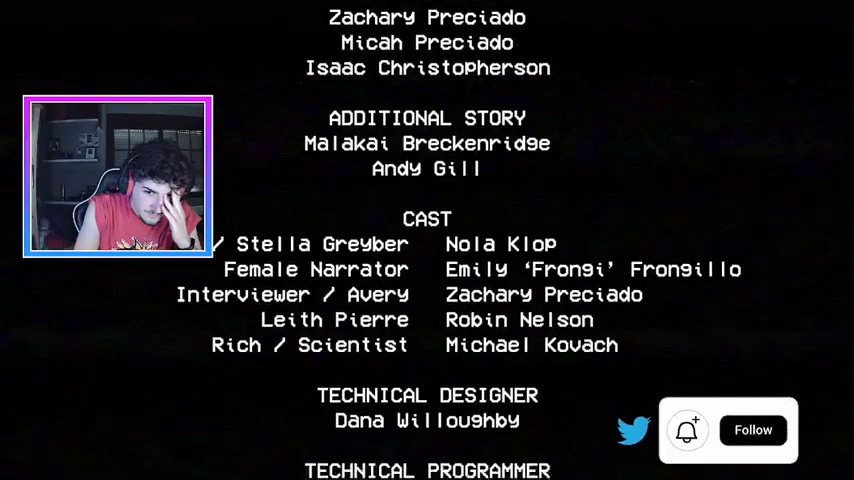 Zachary Preciado
Micah Preciado
Isaac Christopherson
ADDITIONAL STORY
Malakai Breckenridge
Andy Gill
CAST
/ Stella Greyber Nola Klop
Female Narrator Emily ‘Frongi’ Frongillo
Interviewer / Avery Zachary Preciado
Leith Pierre Robin Nelson
Rich / Scientist Michael Kovach
TECHNICAL DESIGNER
Dana Willoughby
Follow
TECHNICAL PROGRAMMER